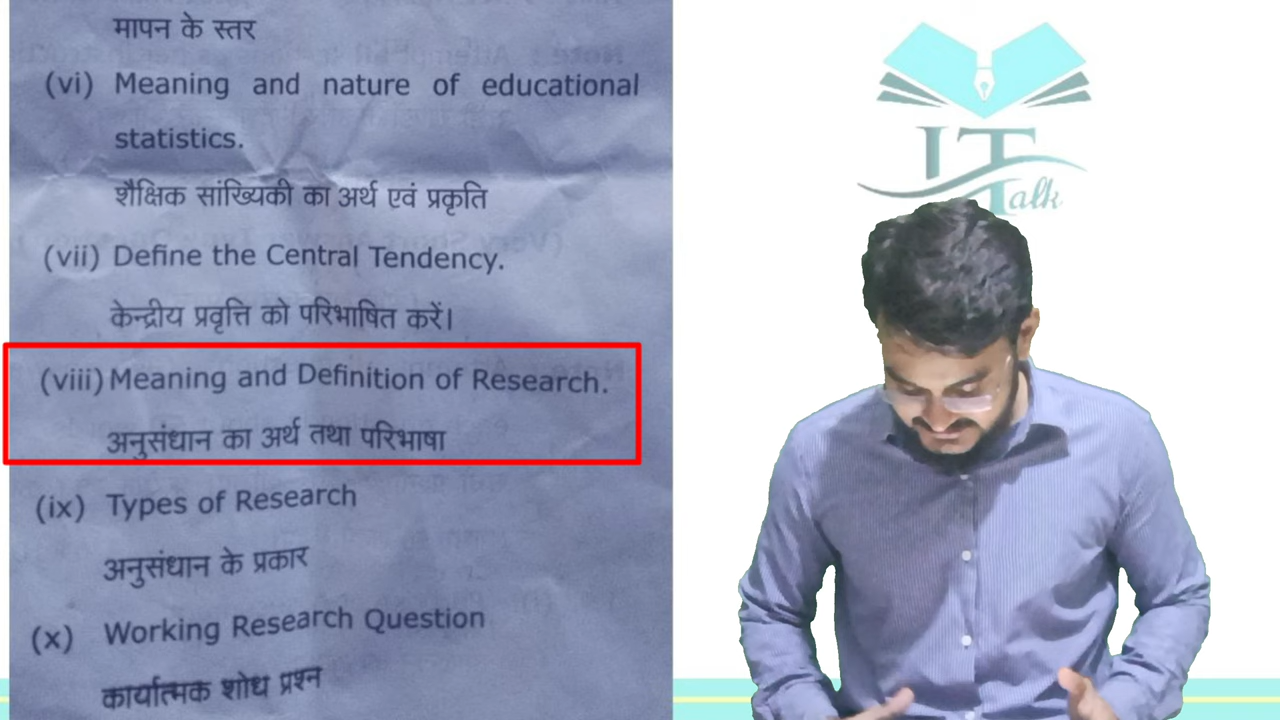 मापन के स्तर
(vi) Meaning and nature of educational
statistics.
शैक्षिक सांख्यिकी का अर्थ एवं प्रकृति
(vii) Define the Central Tendency.
केन्द्रीय प्रवृत्ति को परिभाषित करें।
(viii) Meaning and Definition of Research.
अनुसंधान का अर्थ तथा परिभाषा
(ix) Types of Research
अनुसंधान के प्रकार
(x) Working Research Question
कार्यात्मक शोध प्रश्न
IT
Talk